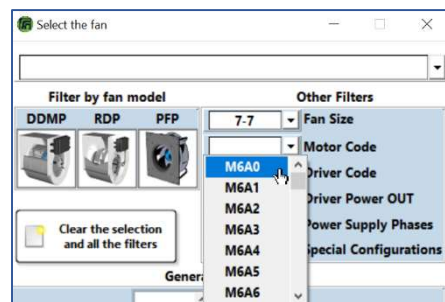 Select the fan
Filter by fan model
DDMP RDP PFP
Clear the selection
and all the filters
Other Filters
7-7 Fan Size
Motor Code
Driver Code
Driver Power OUT
Power Supply Phases
Special Configurations
M6A0
M6A1
M6A2
M6A3
M6A4
M6A5
M6A6
Genera